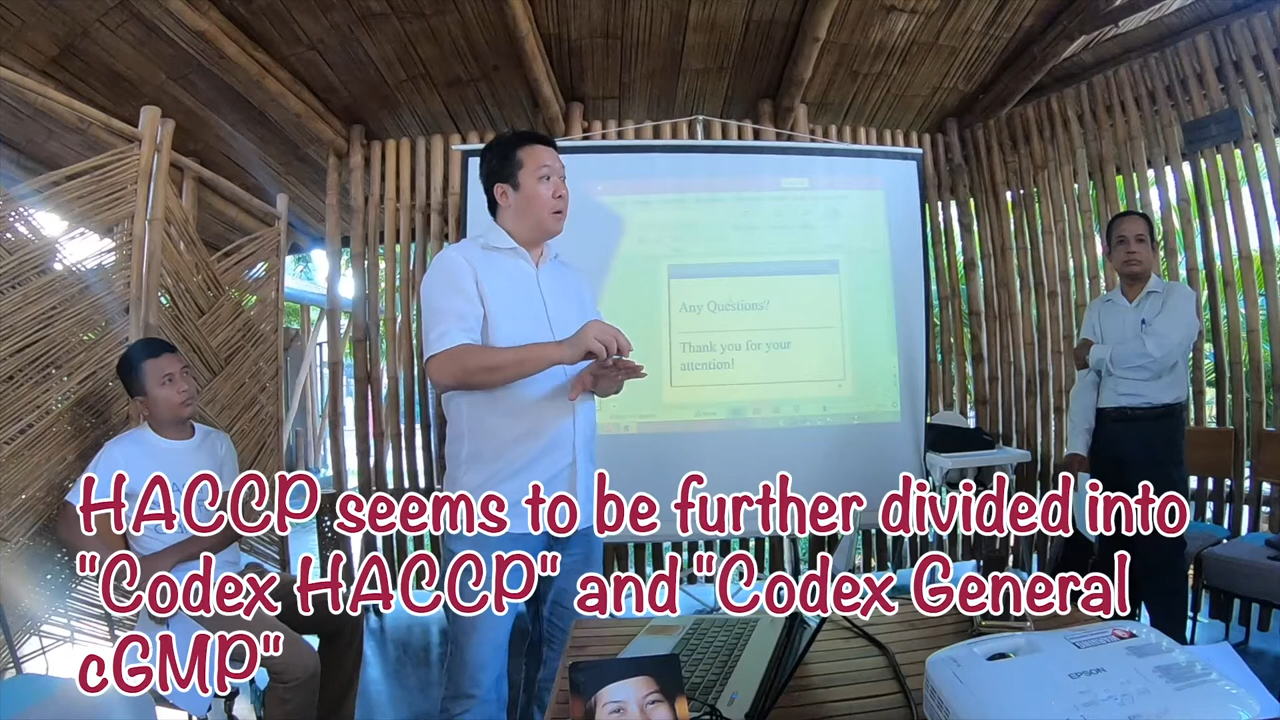 Any Questions?
Thank you for your
attention!
HACCP seems to be further divided into
"Codex HACCP" and "Codex General
cGMP"
EPSON